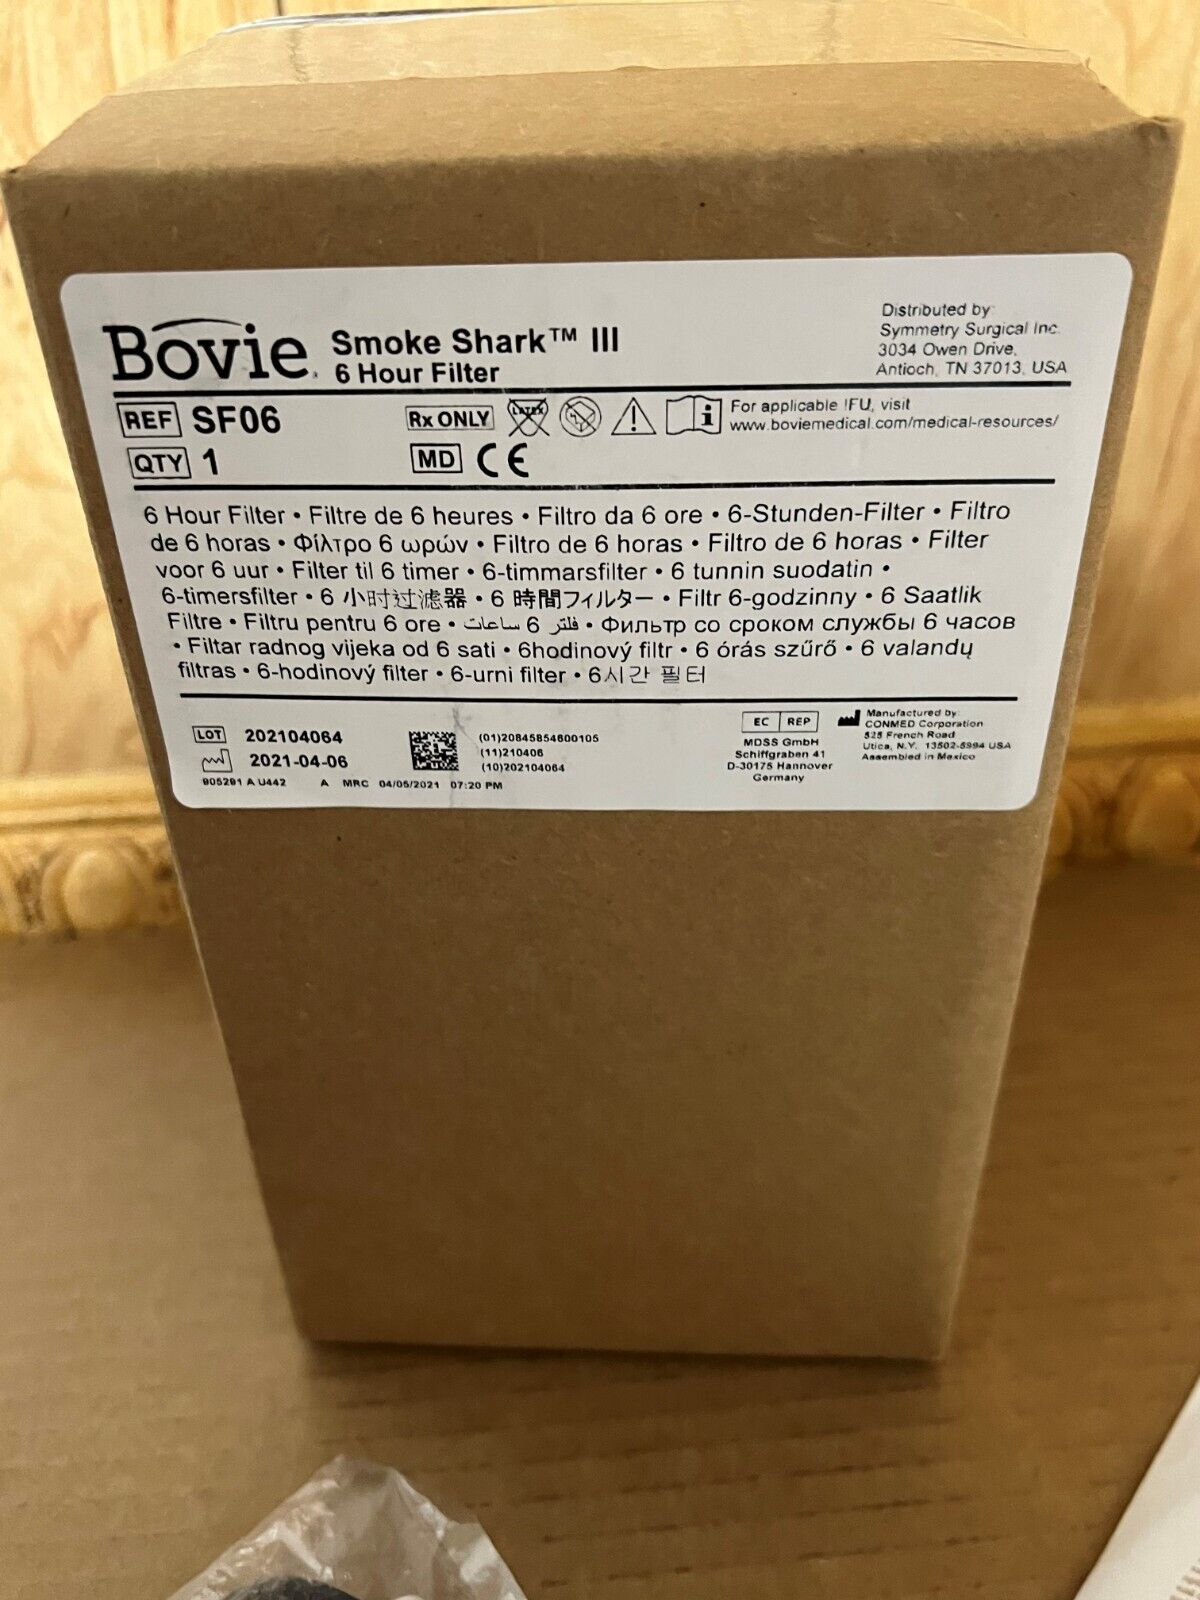 Bovie
Smoke Shark™ III
6 Hour Filter
Distributed by:
Symmetry Surgical Inc.
3034 Owen Drive,
Antioch, TN 37013, USA
REF SF06
Rx ONLY
LATEX
For applicable IFU, visit
www.boviemedical.com/medical-resources/
QTY 1
MD CE
6 Hour Filter • Filtre de 6 heures • Filtro da 6 ore • 6-Stunden-Filter • Filtro
de 6 horas • Φίλτρο 6 ωρών • Filtro de 6 horas • Filtro de 6 horas • Filter
voor 6 uur • Filter til 6 timer • 6-timmarsfilter • 6 tunnin suodatin •
6-timersfilter • 6 小时过滤器 • 6 時間フィルター • Filtr 6-godzinny • 6 Saatlik
Filtre • Filtru pentru 6 ore • فلتر 6 ساعات • Фильтр со сроком службы 6 часов
• Filtar radnog vijeka od 6 sati • 6hodinový filtr • 6 órás szűrő • 6 valandų
filtras • 6-hodinový filter • 6-urni filter • 6시간 필터
LOT 202104064
2021-04-06
905291 A U442 A MRC 04/05/2021 07:20 PM
(01)20845854600105
(11)210406
(10)202104064
EC REP
MDSS GmbH
Schiffgraben 41
D-30175 Hannover
Germany
Manufactured by:
CONMED Corporation
525 French Road
Utica, N.Y. 13502-5994 USA
Assembled in Mexico